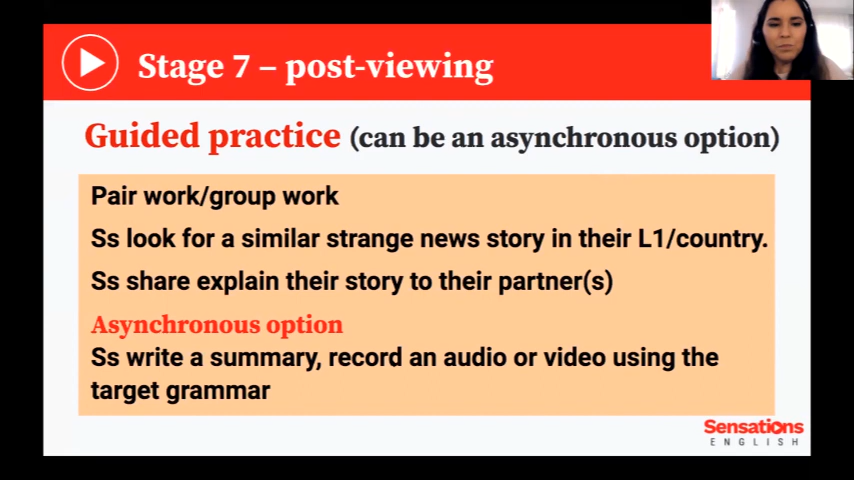 Stage 7 – post-viewing
Guided practice (can be an asynchronous option)
Pair work/group work
Ss look for a similar strange news story in their L1/country.
Ss share explain their story to their partner(s)
Asynchronous option
Ss write a summary, record an audio or video using the
target grammar
Sensations
ENGLISH